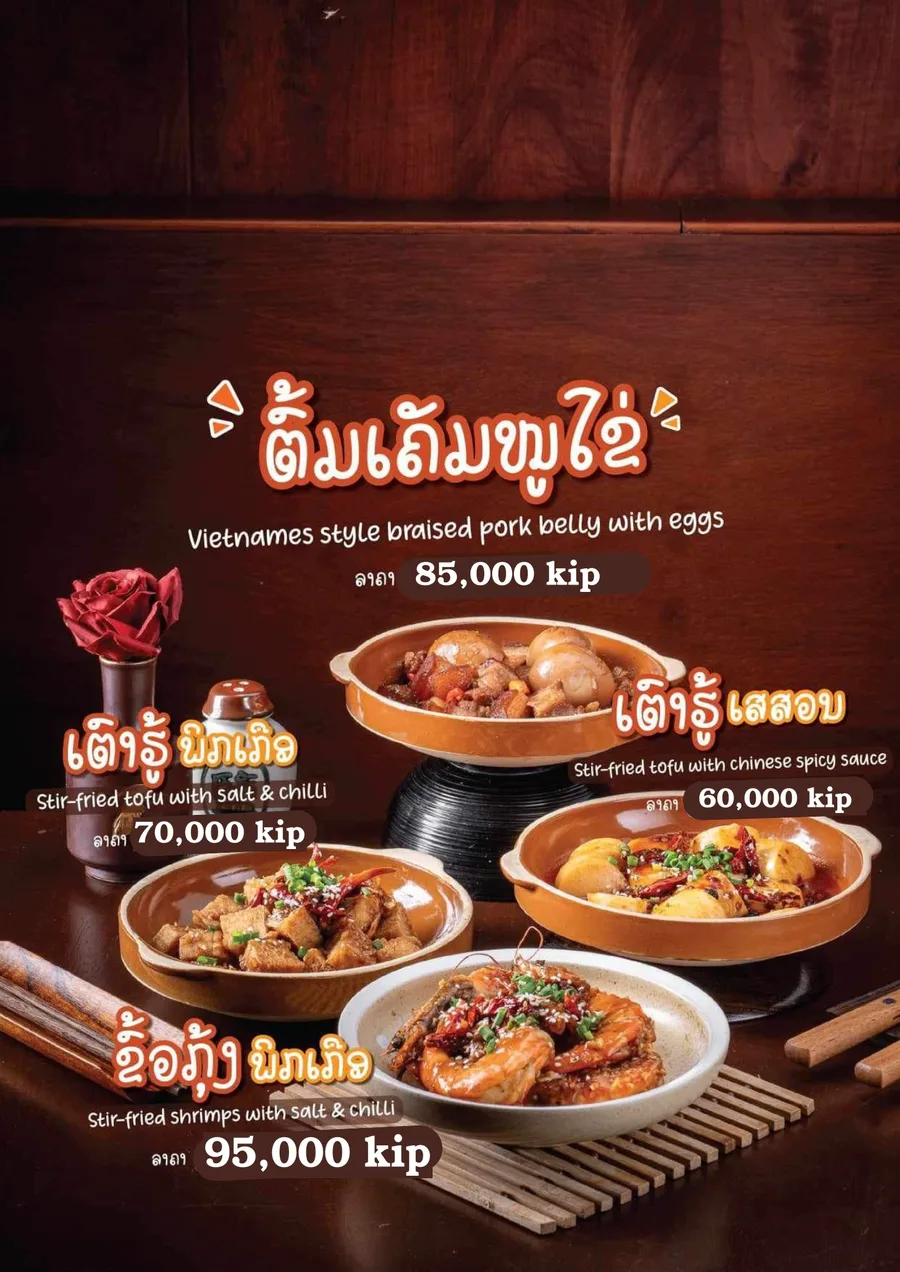 ຕົ້ມເຄັມໝູໄຂ່
Vietnames style braised pork belly with eggs
ລາຄາ 85,000 kip
ເຕົາຮູ້ ເສສອນ
Stir-fried tofu with chinese spicy sauce
ລາຄາ 60,000 kip
ເຕົາຮູ້ ພິກເກືອ
Stir-fried tofu with salt & chilli
ລາຄາ 70,000 kip
ຂົ້ອກຸ້ງ ພິກເກືອ
Stir-fried shrimps with salt & chilli
ລາຄາ 95,000 kip